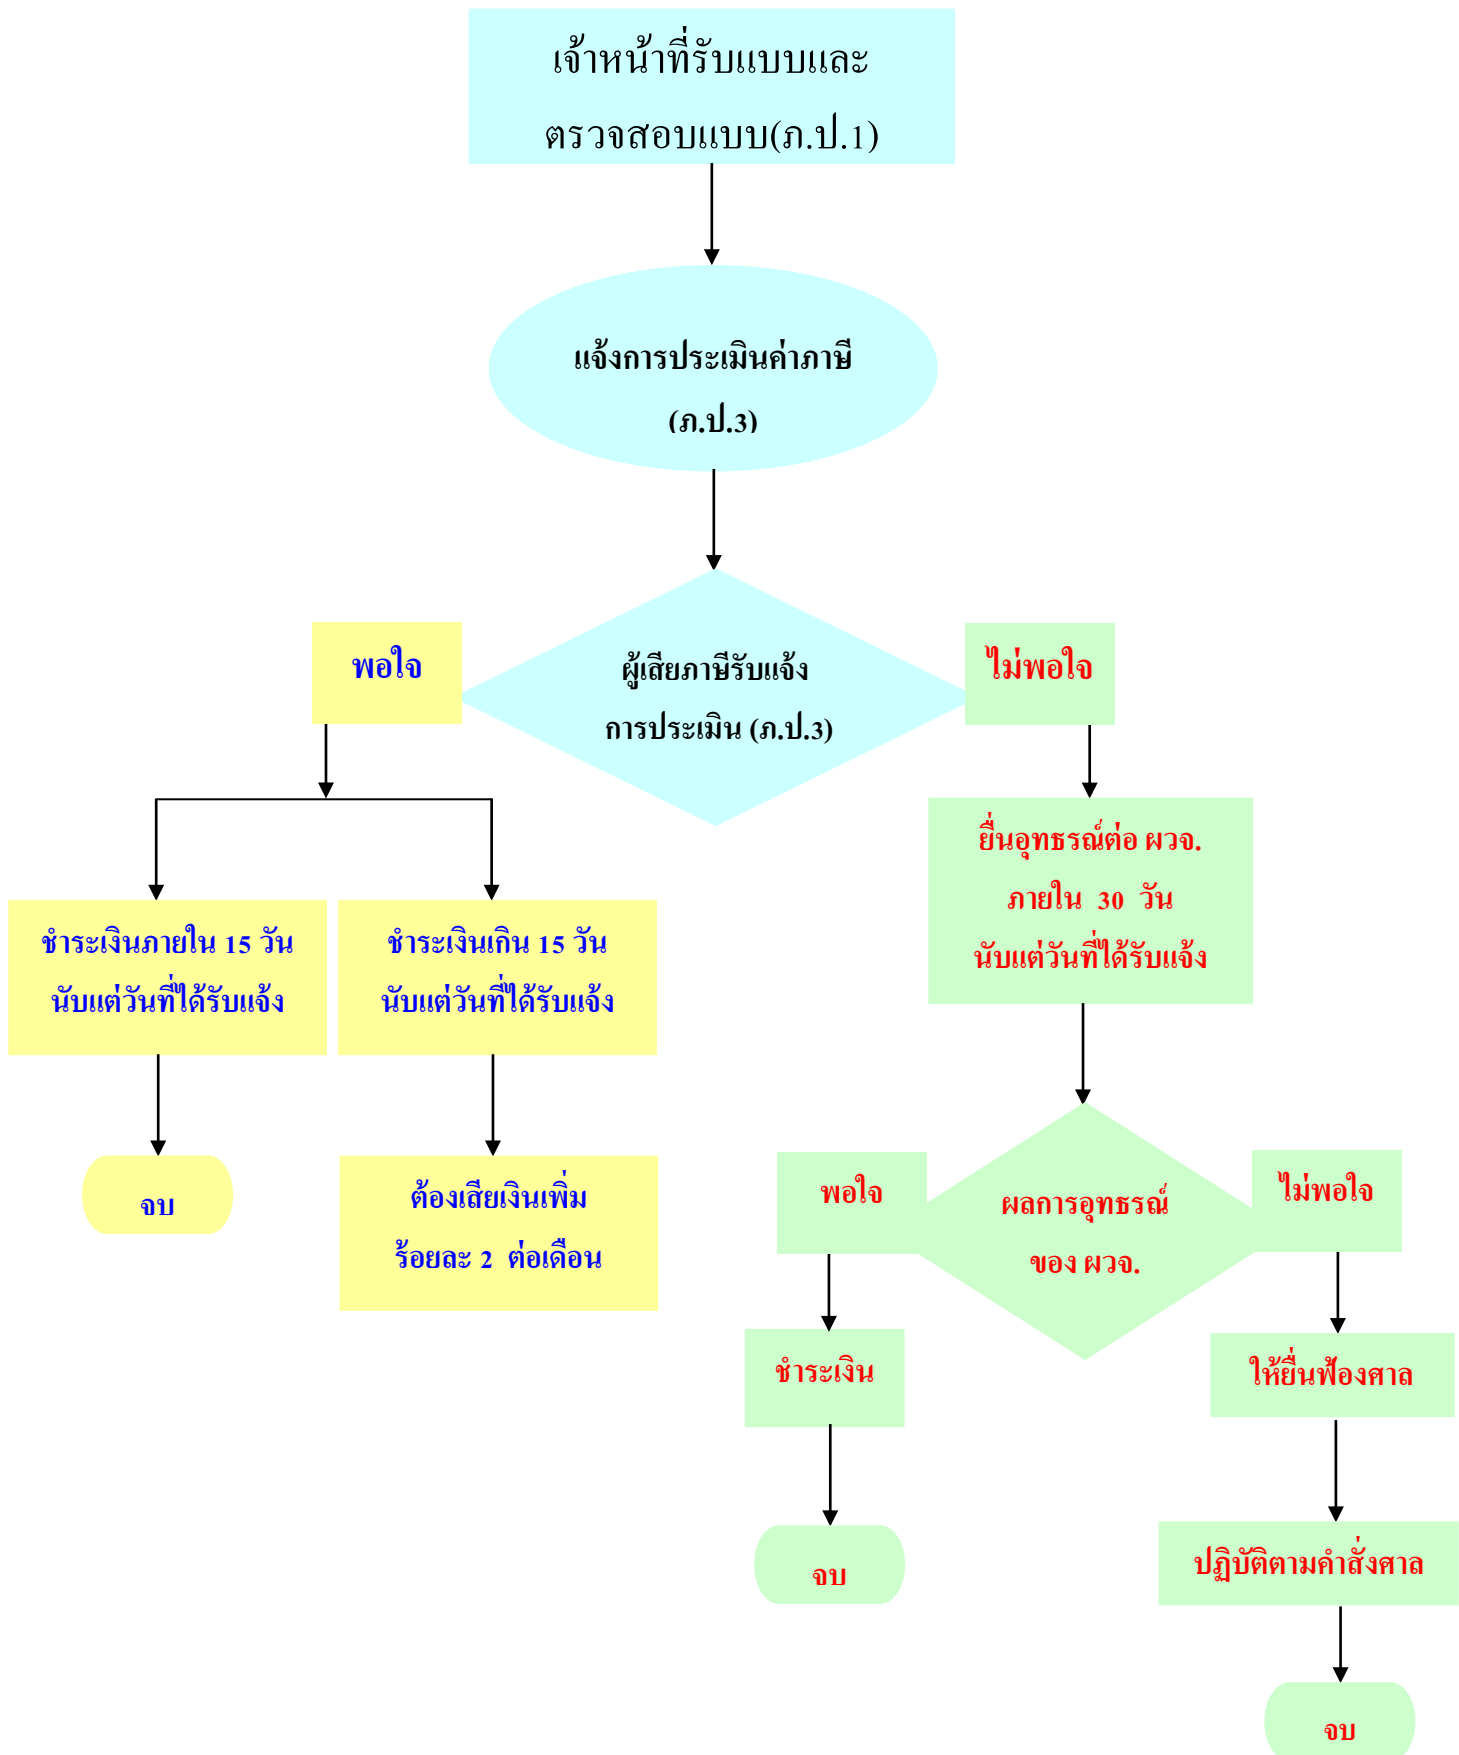 เจ้าหน้าที่รับแบบและ
ตรวจสอบแบบ(ภ.ป.1)
แจ้งการประเมินค่าภาษี
(ภ.ป.3)
พอใจ
ผู้เสียภาษีรับแจ้ง
การประเมิน (ภ.ป.3)
ไม่พอใจ
ชำระเงินภายใน 15 วัน
นับแต่วันที่ได้รับแจ้ง
ชำระเงินเกิน 15 วัน
นับแต่วันที่ได้รับแจ้ง
ยื่นอุทธรณ์ต่อ ผวจ.
ภายใน 30 วัน
นับแต่วันที่ได้รับแจ้ง
จบ
ต้องเสียเงินเพิ่ม
ร้อยละ 2 ต่อเดือน
พอใจ
ผลการอุทธรณ์
ของ ผวจ.
ไม่พอใจ
ชำระเงิน
ให้ยื่นฟ้องศาล
จบ
ปฏิบัติตามคำสั่งศาล
จบ